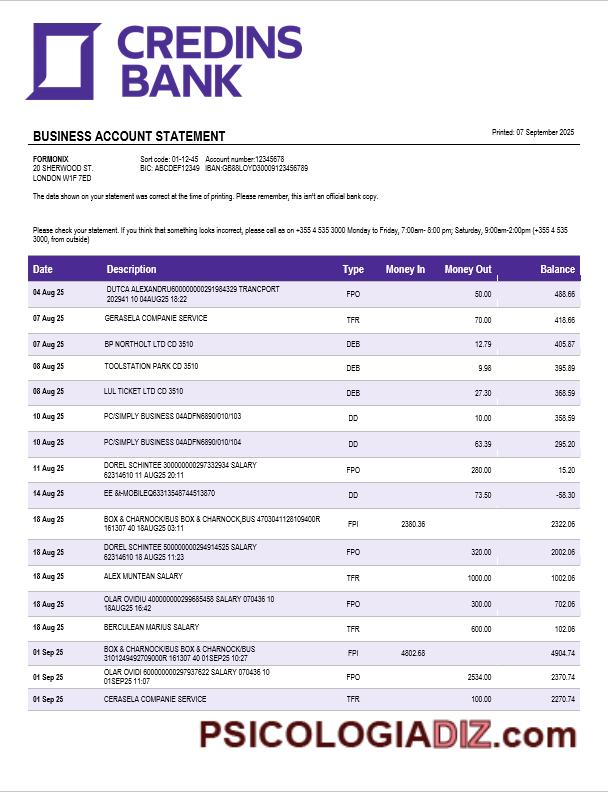 CREDINS
BANK
BUSINESS ACCOUNT STATEMENT
Printed: 07 September 2025
FORMONIX
20 SHERWOOD ST.
LONDON W1F 7ED
Sort code: 01-12-45 Account number:12345678
BIC: ABCDEF12349 IBAN:GB88LOYD30009123456789
The data shown on your statement was correct at the time of printing. Please remember, this isn't an official bank copy.
Please check your statement. If you think that something looks incorrect, please call as on +355 4 535 3000 Monday to Friday, 7:00am- 8:00 pm; Saturday, 9:00am-2:00pm (+355 4 535
3000, from outside)
Date Description Type Money In Money Out Balance
04 Aug 25 DUTCA ALEXANDRU600000000291984329 TRANCPORT
202941 10 04AUG25 18:22 FPO 50.00 488.66
07 Aug 25 GERASELA COMPANIE SERVICE TFR 70.00 418.66
07 Aug 25 BP NORTHOLT LTD CD 3510 DEB 12.79 405.87
08 Aug 25 TOOLSTATION PARK CD 3510 DEB 9.98 395.89
08 Aug 25 LUL TICKET LTD CD 3510 DEB 27.30 368.59
10 Aug 25 PC/SIMPLY BUSINESS 04ADFN6890/010/103 DD 10.00 358.59
10 Aug 25 PC/SIMPLY BUSINESS 04ADFN6890/010/104 DD 63.39 295.20
11 Aug 25 DOREL SCHINTEE 300000000297332934 SALARY
62314610 11 AUG25 20:11 FPO 280.00 15.20
14 Aug 25 EE &t-MOBILEQ63313548744513870 DD 73.50 -58.30
18 Aug 25 BOX & CHARNOCK/BUS BOX & CHARNOCK,BUS 4703041128109400R
161307 40 18AUG25 03:11 FPI 2380.36 2322.06
18 Aug 25 DOREL SCHINTEE 500000000294914525 SALARY
62314610 18 AUG25 11:23 FPO 320.00 2002.06
18 Aug 25 ALEX MUNTEAN SALARY TFR 1000.00 1002.06
18 Aug 25 OLAR OVIDIU 400000000299685458 SALARY 070436 10
18AUG25 16:42 FPO 300.00 702.06
18 Aug 25 BERCULEAN MARIUS SALARY TFR 600.00 102.06
01 Sep 25 BOX & CHARNOCK/BUS BOX & CHARNOCK/BUS
3101249492709000R 161307 40 01SEP25 10:27 FPI 4802.68 4904.74
01 Sep 25 OLAR OVIDI 600000000297937622 SALARY 070436 10
01SEP25 11:07 FPO 2534.00 2370.74
01 Sep 25 CERASELA COMPANIE SERVICE TFR 100.00 2270.74
PSICOLOGIADIZ.com